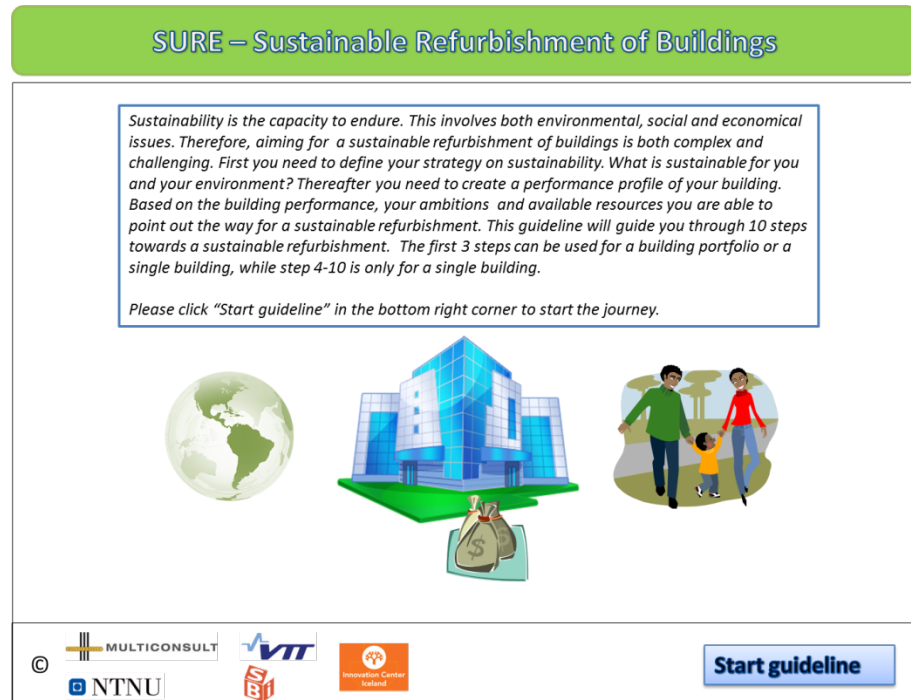 SURE – Sustainable Refurbishment of Buildings
Sustainability is the capacity to endure. This involves both environmental, social and economical
issues. Therefore, aiming for a sustainable refurbishment of buildings is both complex and
challenging. First you need to define your strategy on sustainability. What is sustainable for you
and your environment? Thereafter you need to create a performance profile of your building.
Based on the building performance, your ambitions and available resources you are able to
point out the way for a sustainable refurbishment. This guideline will guide you through 10 steps
towards a sustainable refurbishment. The first 3 steps can be used for a building portfolio or a
single building, while step 4-10 is only for a single building.
Please click “Start guideline” in the bottom right corner to start the journey.
$
$
©
MULTICONSULT
VTT
NTNU
SBi
Innovation Center
Iceland
Start guideline